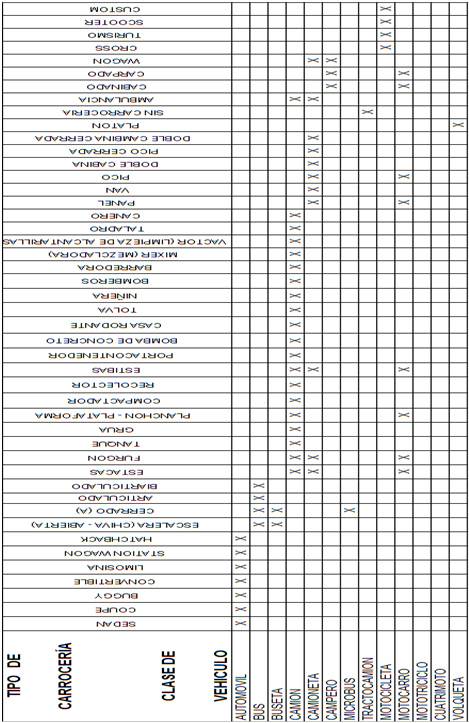 CUSTOM X
SCOOTER X
TURISMO X
CROSS X
WAGON X X
CARPADO X X
CABINADO X X
AMBULANCIA X X
SIN CARROCERIA X
PLATON X
DOBLE CAMBINA CERRADA X
PICO CERRADA X
DOBLE CABINA X
PICO X X
VAN X
PANEL X X
CANERO X
TALADRO X
VACTOR (LIMPIEZA DE ALCANTARILLAS X
MIXER (MEZCLADORA) X
BARREDORA X
BOMBEROS X
NIÑERA X
TOLVA X
CASA RODANTE X
BOMBA DE CONCRETO X
PORTACONTENEDOR X
ESTIBAS X X X
RECOLECTOR X
COMPACTADOR X
PLANCHON - PLATAFORMA X X
GRUA X
TANQUE X
FURGON X X X
ESTACAS X X X
BIARTICULADO X
ARTICULADO X
CERRADO (A) X X X
ESCALERA (CHIVA - ABIERTA) X X
HATCHBACK X
STATION WAGON X
LIMOSINA X
CONVERTIBLE X
BUGGY X
COUPE X
SEDAN X
TIPO DE
CARROCERÍA
CLASE DE
VEHICULO
AUTOMOVIL
BUS
BUSETA
CAMION
CAMIONETA
CAMPERO
MICROBUS
TRACTOCAMION
MOTOCICLETA
MOTOCARRO
MOTOTRICICLO
CUATRIMOTO
VOLQUETA